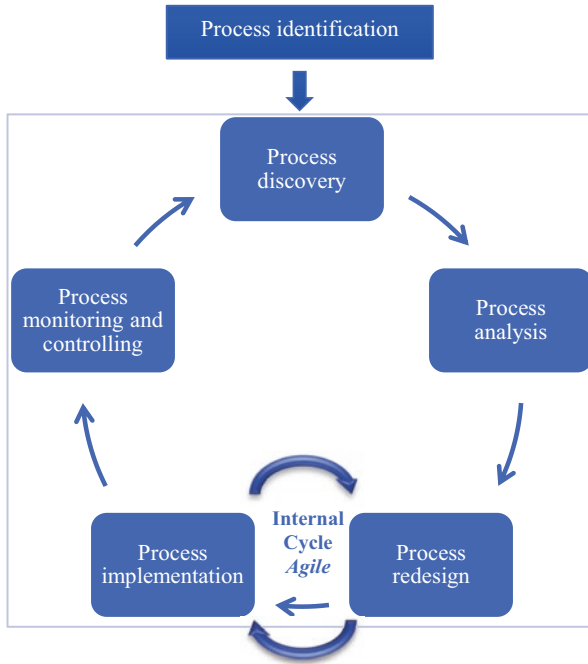 Process identification
Process
discovery
Process
monitoring and
controlling
Process
analysis
Internal
Cycle
Agile
Process
implementation
Process
redesign